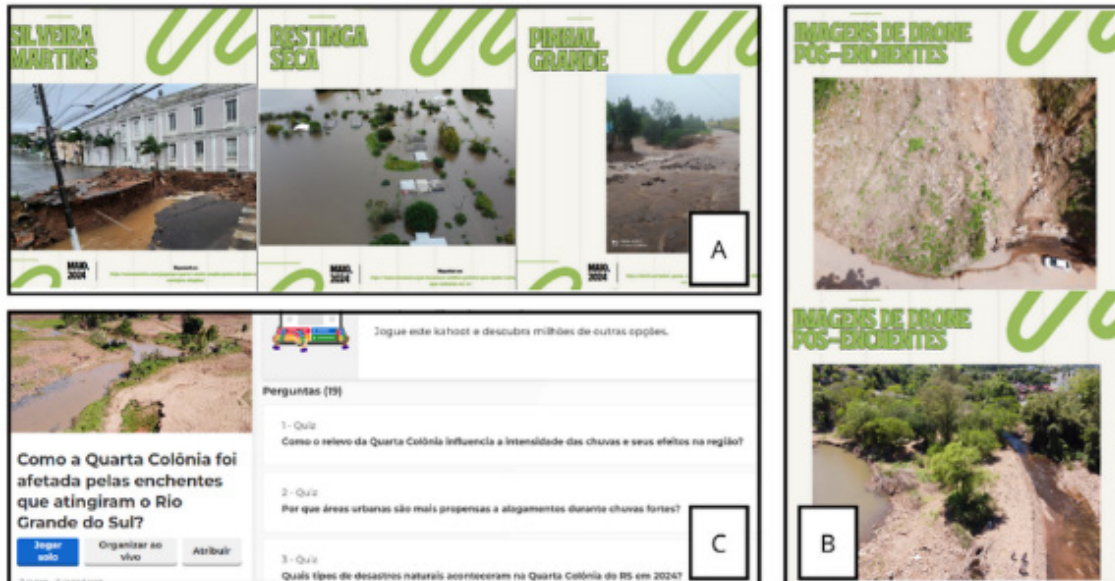 SILVEIRA
MARTINS
RESTINGA
SÊCA
PINHAL
GRANDE
MAIO,
2024
MAIO,
2024
MAIO,
2024
A
IMAGENS DE DRONE
PÓS-ENCHENTES
IMAGENS DE DRONE
PÓS-ENCHENTES
B
Como a Quarta Colônia foi
afetada pelas enchentes
que atingiram o Rio
Grande do Sul?
Jogar
solo
Organizar ao
vivo
Atribuir
Jogue este kahoot e descubra milhões de outras opções.
Perguntas (19)
1 - Quiz
Como o relevo da Quarta Colônia influencia a intensidade das chuvas e seus efeitos na região?
2 - Quiz
Por que áreas urbanas são mais propensas a alagamentos durante chuvas fortes?
3 - Quiz
Quais tipos de desastres naturais aconteceram na Quarta Colônia do RS em 2024?
C